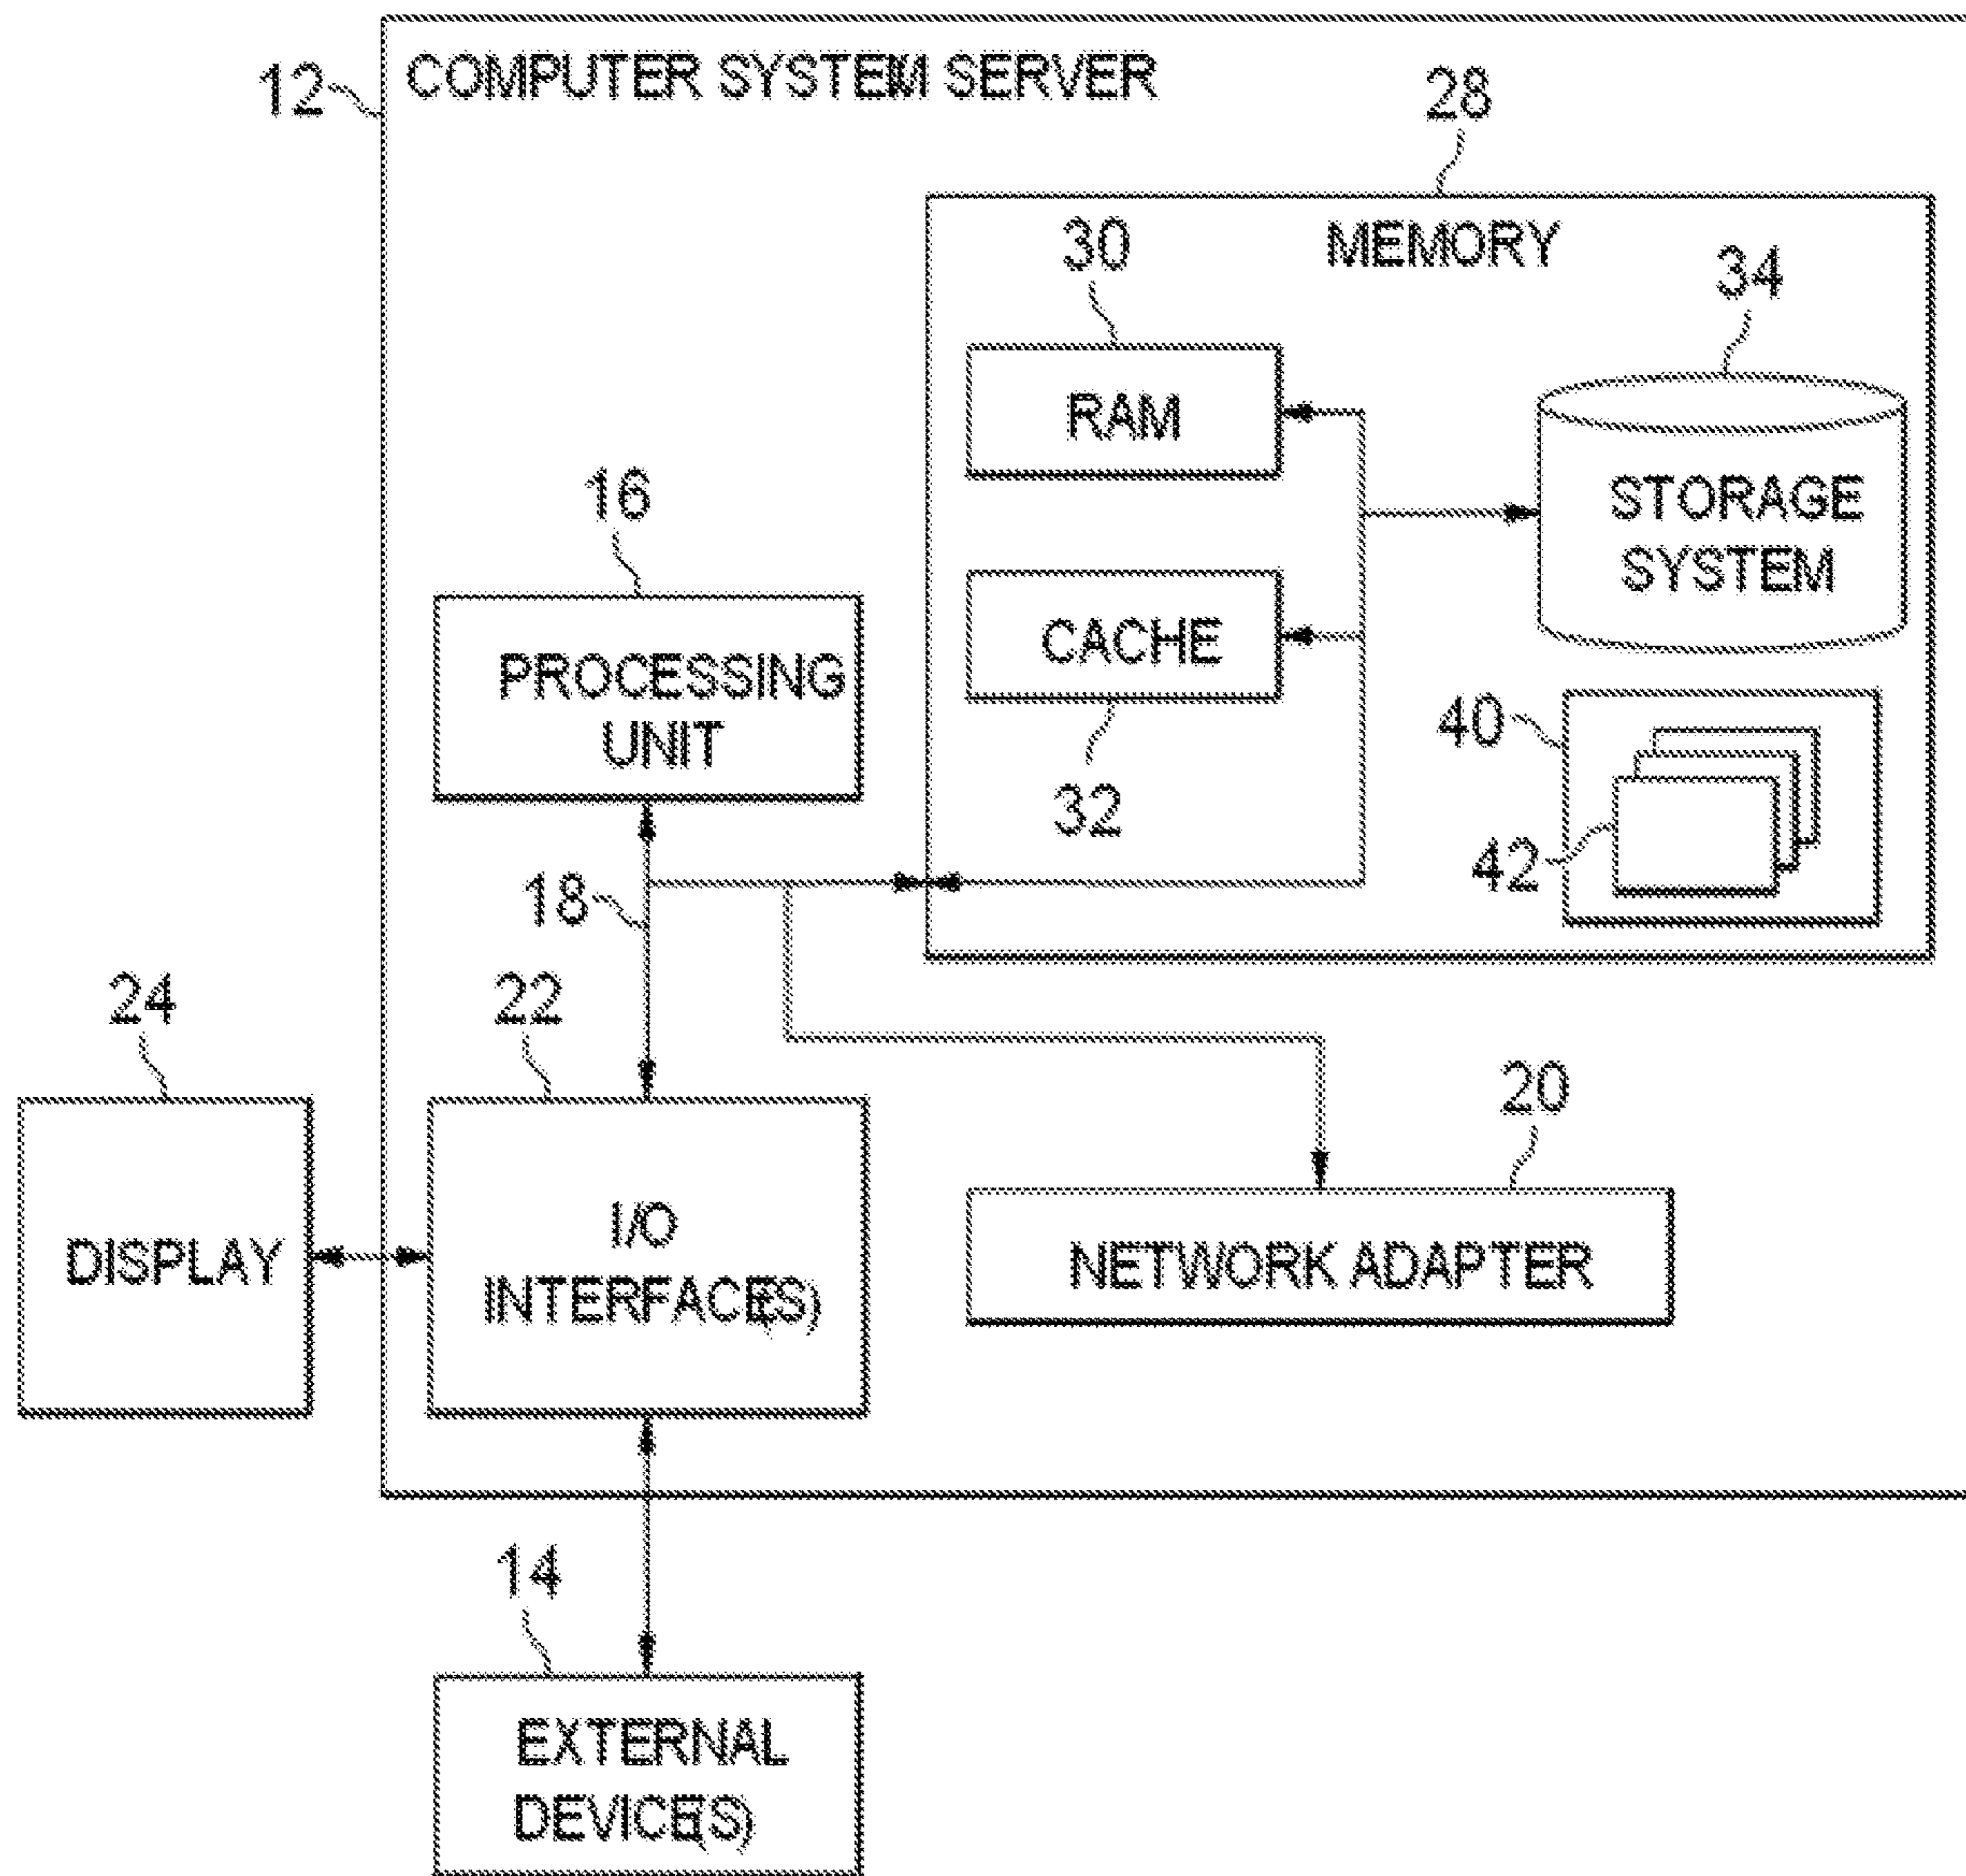 12
COMPUTER SYSTEM SERVER
28
MEMORY
30
34
RAM
STORAGE
SYSTEM
16
PROCESSING
UNIT
CACHE
32
40
42
18
24
22
20
DISPLAY
I/O
INTERFACE(S)
NETWORK ADAPTER
14
EXTERNAL
DEVICE(S)